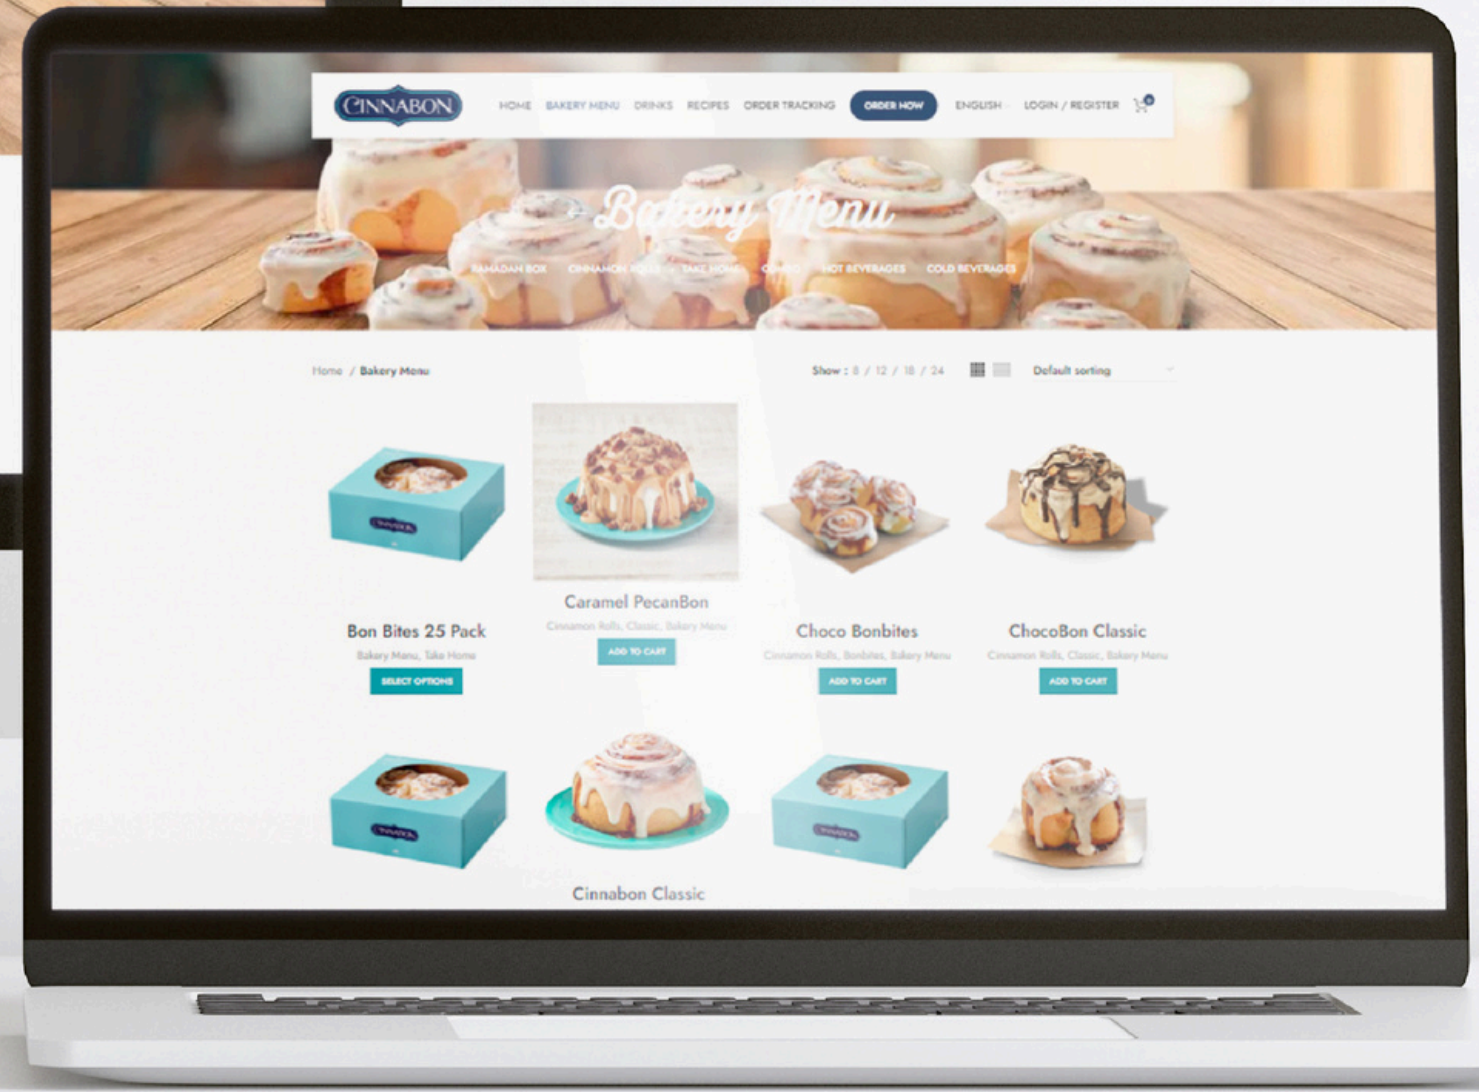 CINNABON
HOME BAKERY MENU DRINKS RECIPES ORDER TRACKING ORDER NOW ENGLISH LOGIN / REGISTER 0
Bakery Menu
RAMADAN BOX CINNAMON ROLLS TAKE HOME COMBO HOT BEVERAGES COLD BEVERAGES
Home / Bakery Menu
Show : 8 / 12 / 18 / 24 Default sorting
CINNABON
Caramel PecanBon
Cinnamon Rolls, Classic, Bakery Menu
ADD TO CART
Bon Bites 25 Pack
Bakery Menu, Take Home
SELECT OPTIONS
Choco Bonbites
Cinnamon Rolls, Bonbites, Bakery Menu
ADD TO CART
ChocoBon Classic
Cinnamon Rolls, Classic, Bakery Menu
ADD TO CART
CINNABON
CINNABON
Cinnabon Classic